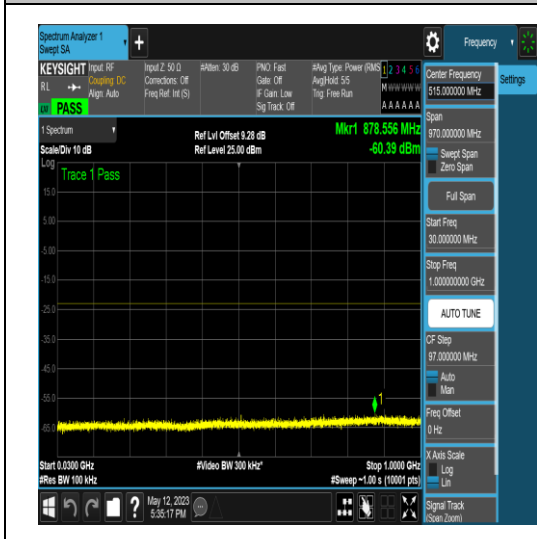 Spectrum Analyzer 1
Swept SA
Frequency
KEYSIGHT
Input: RF
Coupling: DC
Align: Auto
Input Z: 50 Ω
Corrections: Off
Freq Ref: Int (S)
#Atten: 30 dB
PNO: Fast
Gate: Off
IF Gain: Low
Sig Track: Off
#Avg Type: Power (RMS)
Avg|Hold: 5/5
Trig: Free Run
1 2 3 4 5 6
M W W W W W
A A A A A A
RL
PASS
Center Frequency
515.000000 MHz
Settings
Span
970.000000 MHz
Swept Span
Zero Span
Full Span
Start Freq
30.000000 MHz
Stop Freq
1.000000000 GHz
AUTO TUNE
CF Step
97.000000 MHz
Auto
Man
Freq Offset
0 Hz
X Axis Scale
Log
Lin
Signal Track
(Span Zoom)
1 Spectrum
Scale/Div 10 dB
Ref Lvl Offset 9.28 dB
Ref Level 25.00 dBm
Mkr1 878.556 MHz
-60.39 dBm
Log
Trace 1 Pass
15.0
5.00
-5.00
-15.0
-25.0
-35.0
-45.0
-55.0
-65.0
1
Start 0.0300 GHz
#Res BW 100 kHz
#Video BW 300 kHz*
Stop 1.0000 GHz
#Sweep ~1.00 s (10001 pts)
May 12, 2023
5:35:17 PM